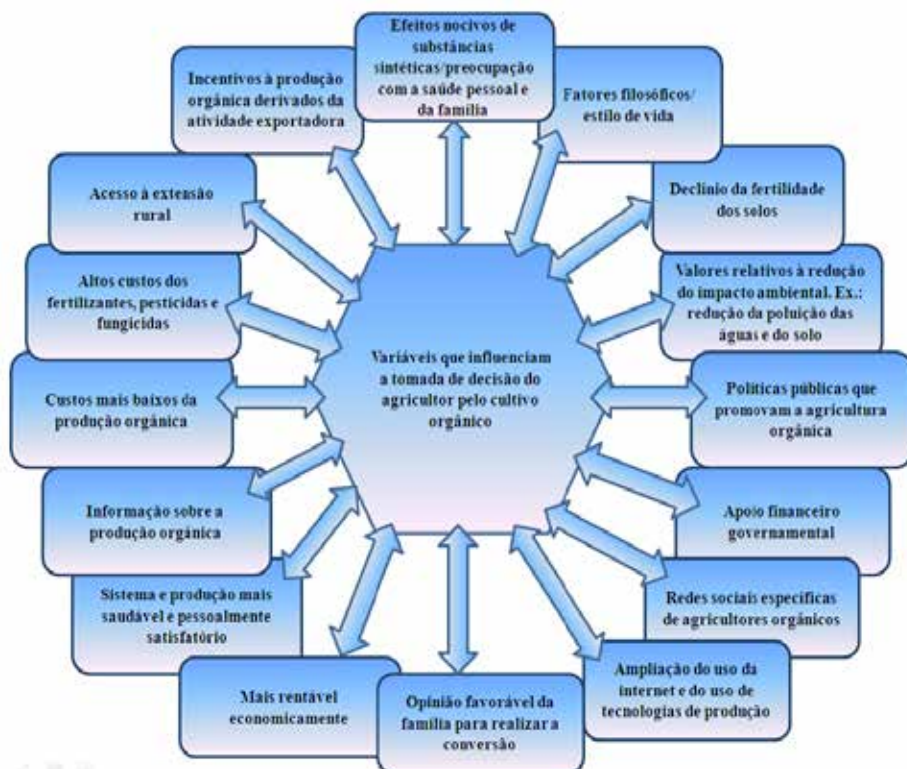 Efeitos nocivos de
substâncias
sintéticas/preocupação
com a saúde pessoal e
da família
Fatores filosóficos/
estilo de vida
Declínio da fertilidade
dos solos
Valores relativos à redução
do impacto ambiental. Ex.:
redução da poluição das
águas e do solo
Políticas públicas que
promovam a agricultura
orgânica
Apoio financeiro
governamental
Redes sociais específicas
de agricultores orgânicos
Ampliação do uso da
internet e do uso de
tecnologias de produção
Opinião favorável da
família para realizar a
conversão
Mais rentável
economicamente
Sistema e produção mais
saudável e pessoalmente
satisfatório
Informação sobre a
produção orgânica
Custos mais baixos da
produção orgânica
Altos custos dos
fertilizantes, pesticidas e
fungicidas
Acesso à extensão
rural
Incentivos à produção
orgânica derivados da
atividade exportadora
Variáveis que influenciam
a tomada de decisão do
agricultor pelo cultivo
orgânico